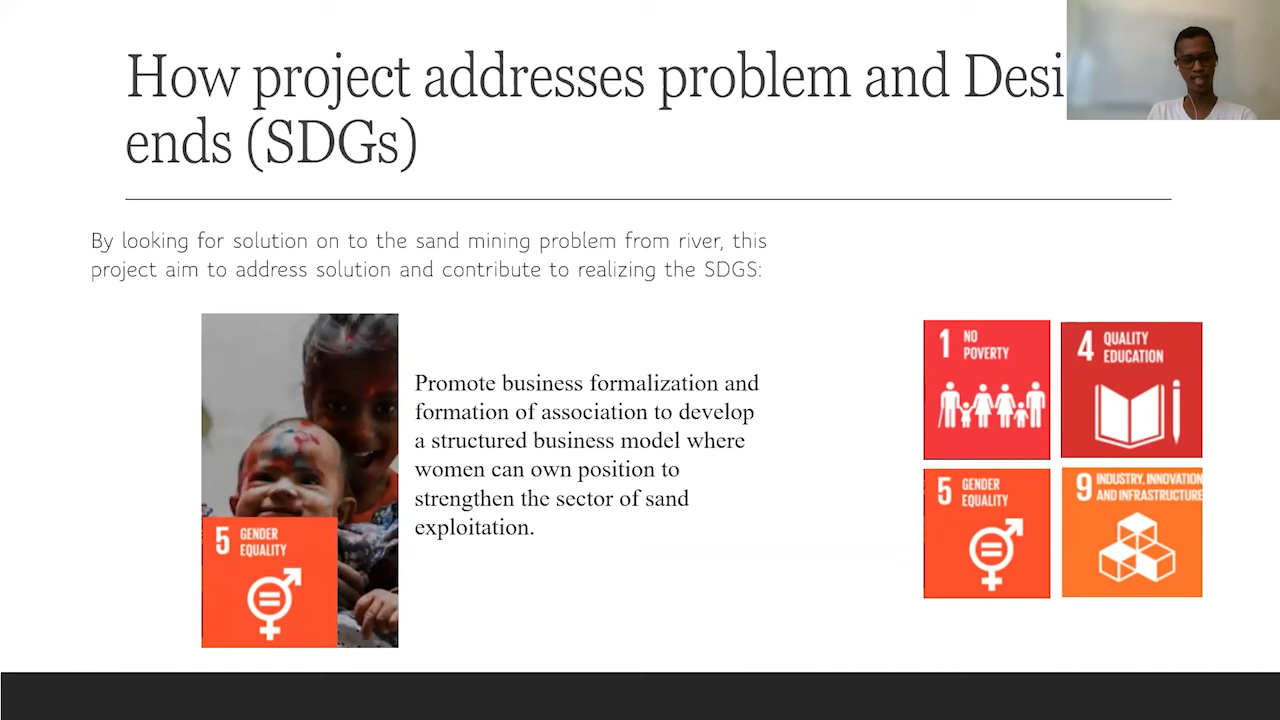 How project addresses problem and Desi
ends (SDGs)
By looking for solution on to the sand mining problem from river, this
project aim to address solution and contribute to realizing the SDGS:
Promote business formalization and
formation of association to develop
a structured business model where
women can own position to
strengthen the sector of sand
exploitation.
5 GENDER
EQUALITY
1 NO
POVERTY
4 QUALITY
EDUCATION
5 GENDER
EQUALITY
9 INDUSTRY, INNOVATION
AND INFRASTRUCTURE